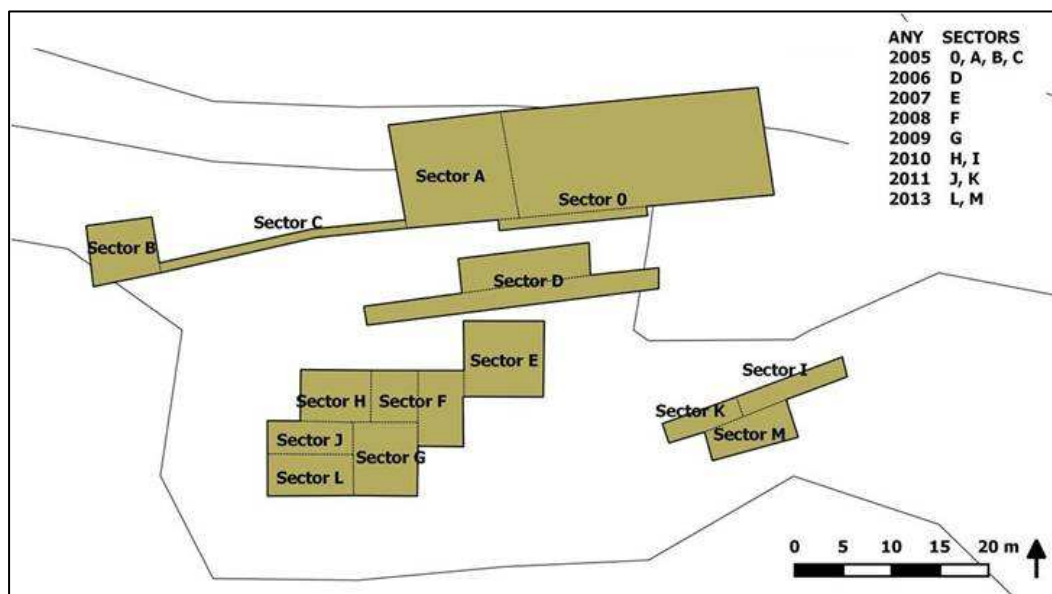 ANY SECTORS
2005 0, A, B, C
2006 D
2007 E
2008 F
2009 G
2010 H, I
2011 J, K
2013 L, M
Sector A
Sector 0
Sector C
Sector B
Sector D
Sector E
Sector I
Sector H
Sector F
Sector K
Sector M
Sector J
Sector G
Sector L
0 5 10 15 20 m